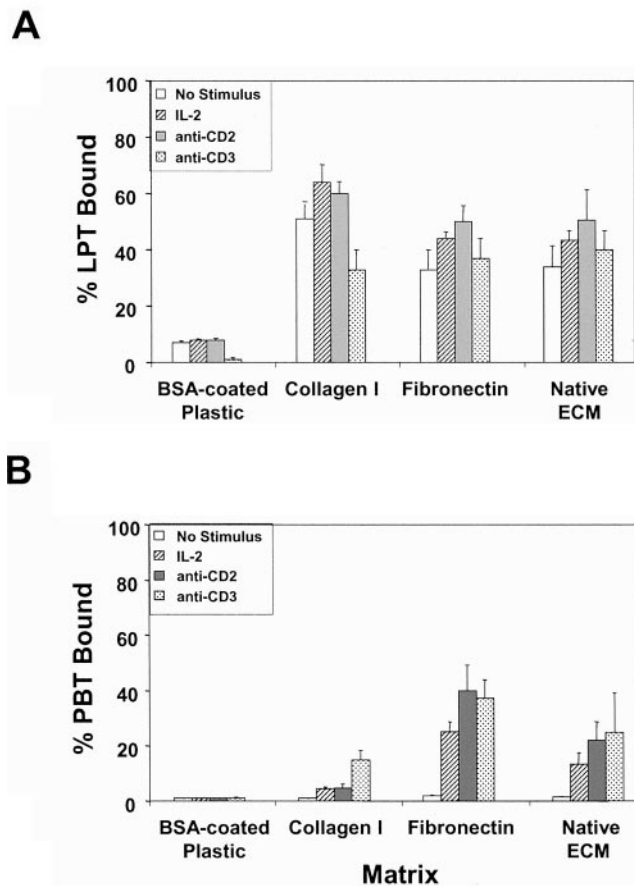 A
% LPT Bound
100
80
60
40
20
0
No Stimulus
IL-2
anti-CD2
anti-CD3
BSA-coated
Plastic
Collagen I
Fibronectin
Native
ECM
B
% PBT Bound
100
80
60
40
20
0
No Stimulus
IL-2
anti-CD2
anti-CD3
BSA-coated
Plastic
Collagen I
Fibronectin
Native
ECM
Matrix